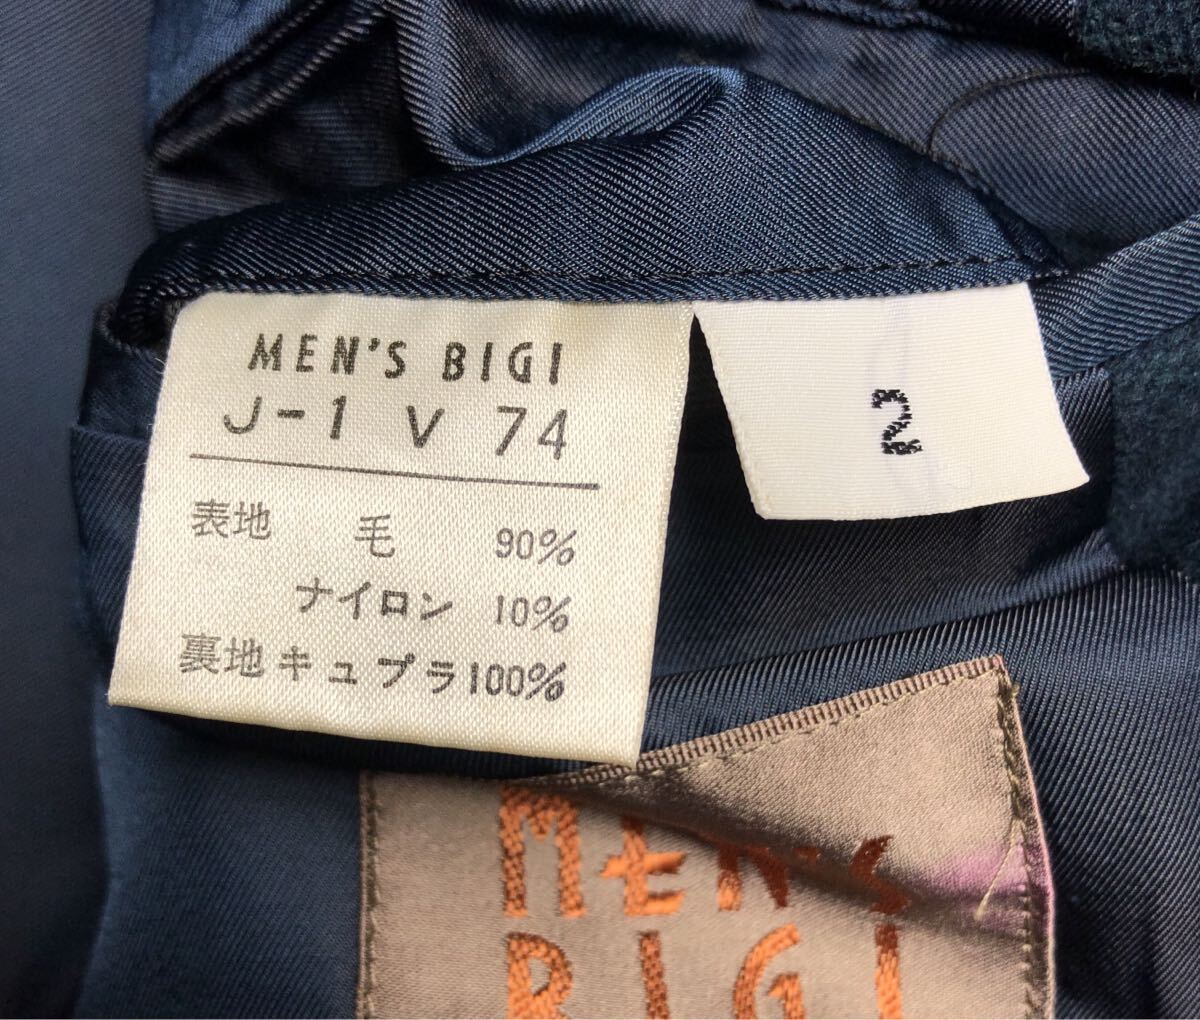 MEN'S BIGI
J-1 V 74
表地 毛 90%
ナイロン 10%
裏地キュプラ100%
2
MEN'S
BIGI